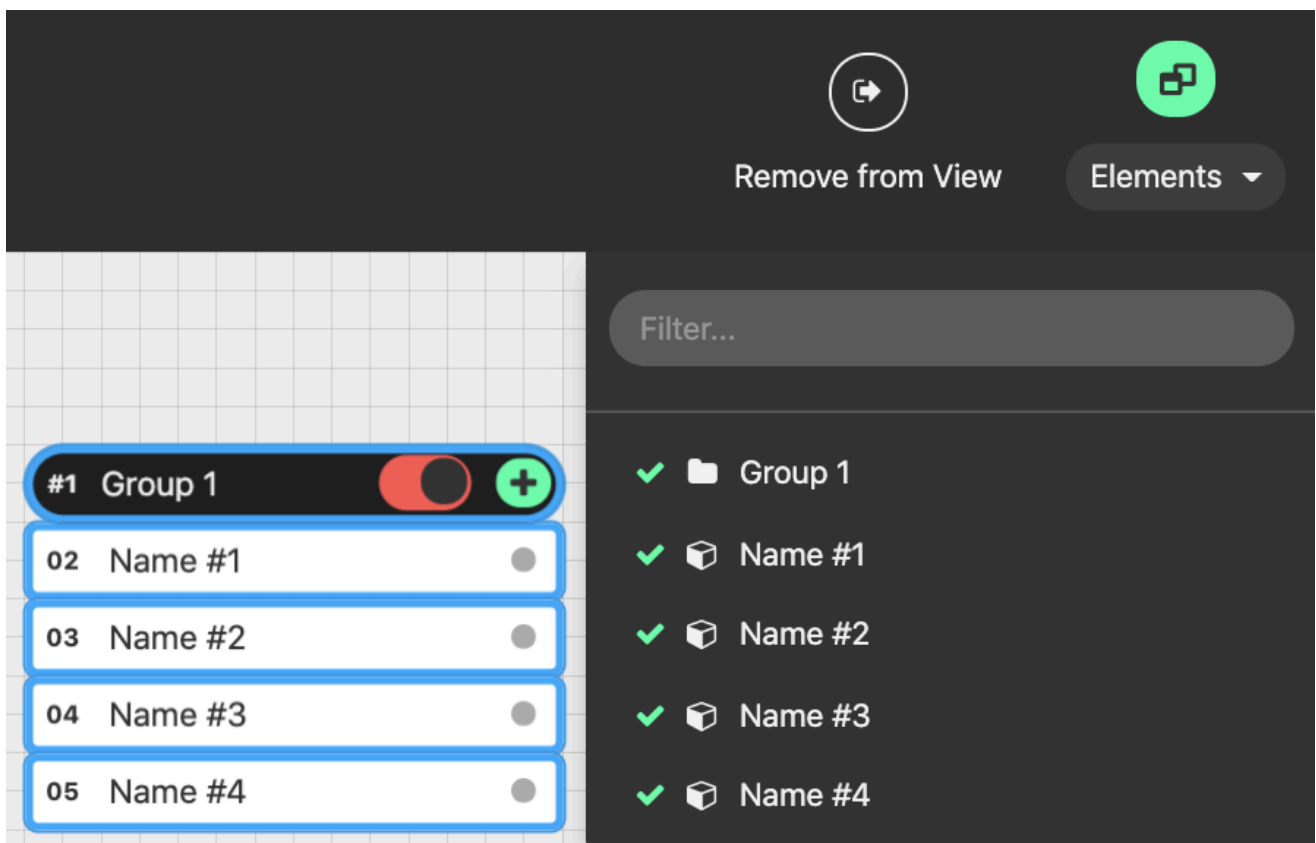 Remove from View
Elements
Filter...
#1 Group 1
02 Name #1
03 Name #2
04 Name #3
05 Name #4
Group 1
Name #1
Name #2
Name #3
Name #4